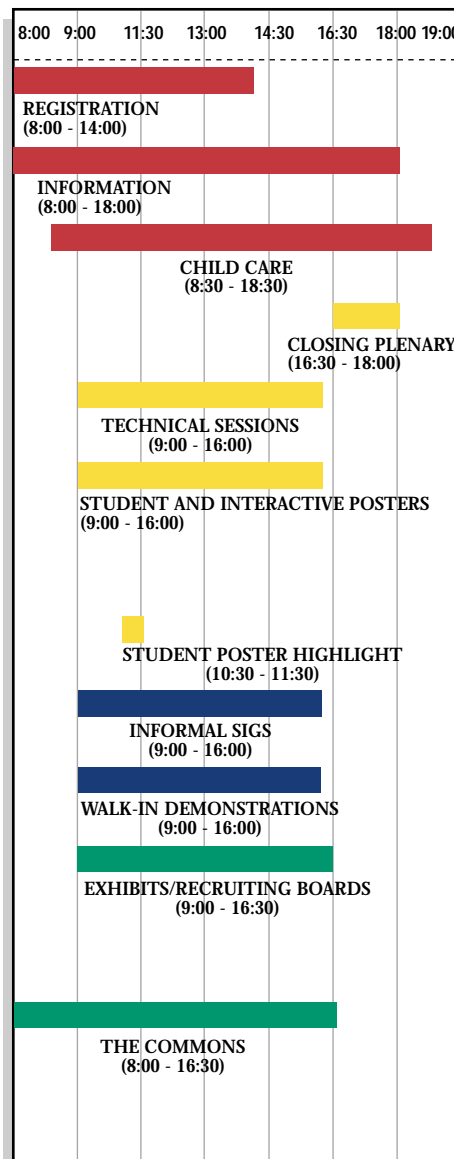 8:00 9:00 11:30 13:00 14:30 16:30 18:00 19:00
REGISTRATION
(8:00 - 14:00)
INFORMATION
(8:00 - 18:00)
CHILD CARE
(8:30 - 18:30)
CLOSING PLENARY
(16:30 - 18:00)
TECHNICAL SESSIONS
(9:00 - 16:00)
STUDENT AND INTERACTIVE POSTERS
(9:00 - 16:00)
STUDENT POSTER HIGHLIGHT
(10:30 - 11:30)
INFORMAL SIGS
(9:00 - 16:00)
WALK-IN DEMONSTRATIONS
(9:00 - 16:00)
EXHIBITS/RECRUITING BOARDS
(9:00 - 16:30)
THE COMMONS
(8:00 - 16:30)